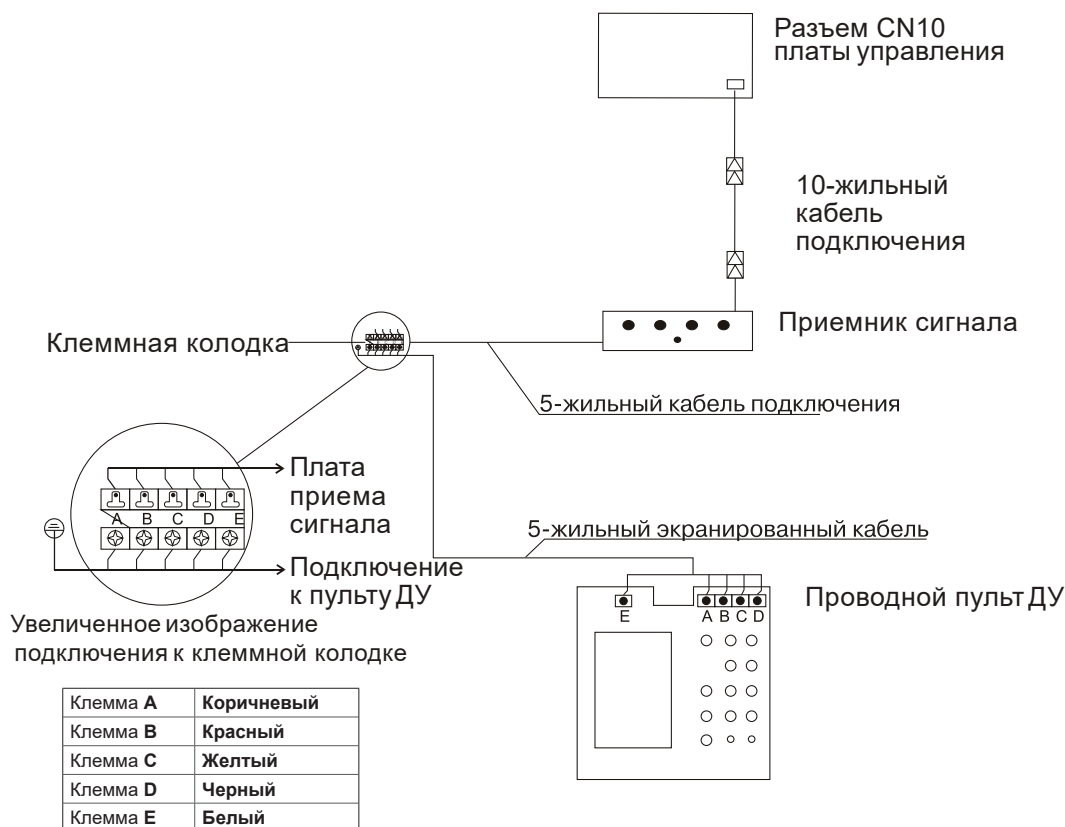 Разъем CN10
платы управления
10-жильный
кабель
подключения
Приемник сигнала
Клеммная колодка
5-жильный кабель подключения
Плата
приема
сигнала
A B C D E
5-жильный экранированный кабель
Подключение
к пульту ДУ
Проводной пульт ДУ
E A B C D
Увеличенное изображение
подключения к клеммной колодке
Клемма A Коричневый
Клемма B Красный
Клемма C Желтый
Клемма D Черный
Клемма E Белый